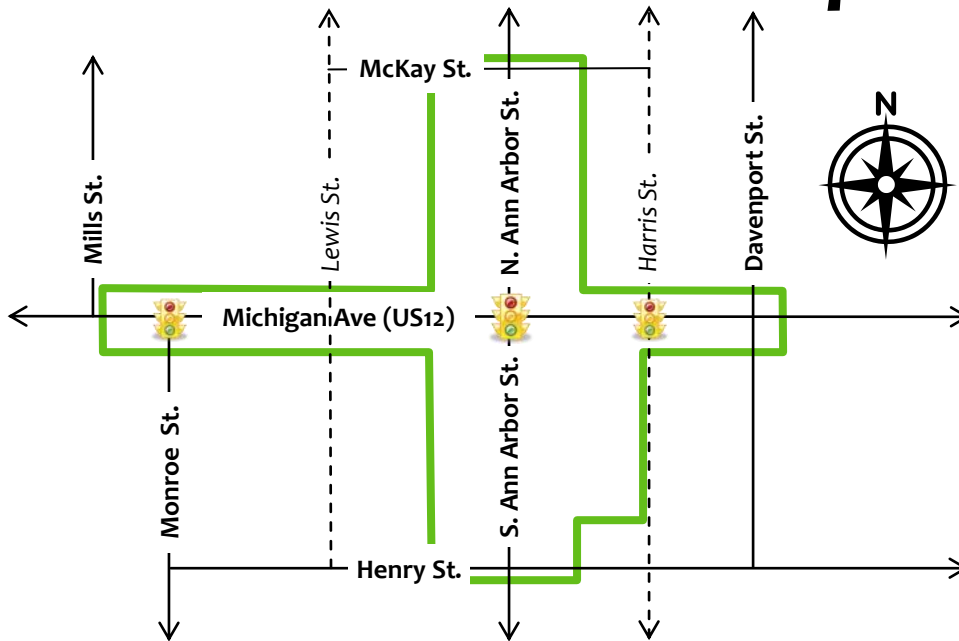 McKay St.
N
Mills St.
Lewis St.
N. Ann Arbor St.
Harris St.
Davenport St.
Michigan Ave (US12)
Monroe St.
S. Ann Arbor St.
Henry St.